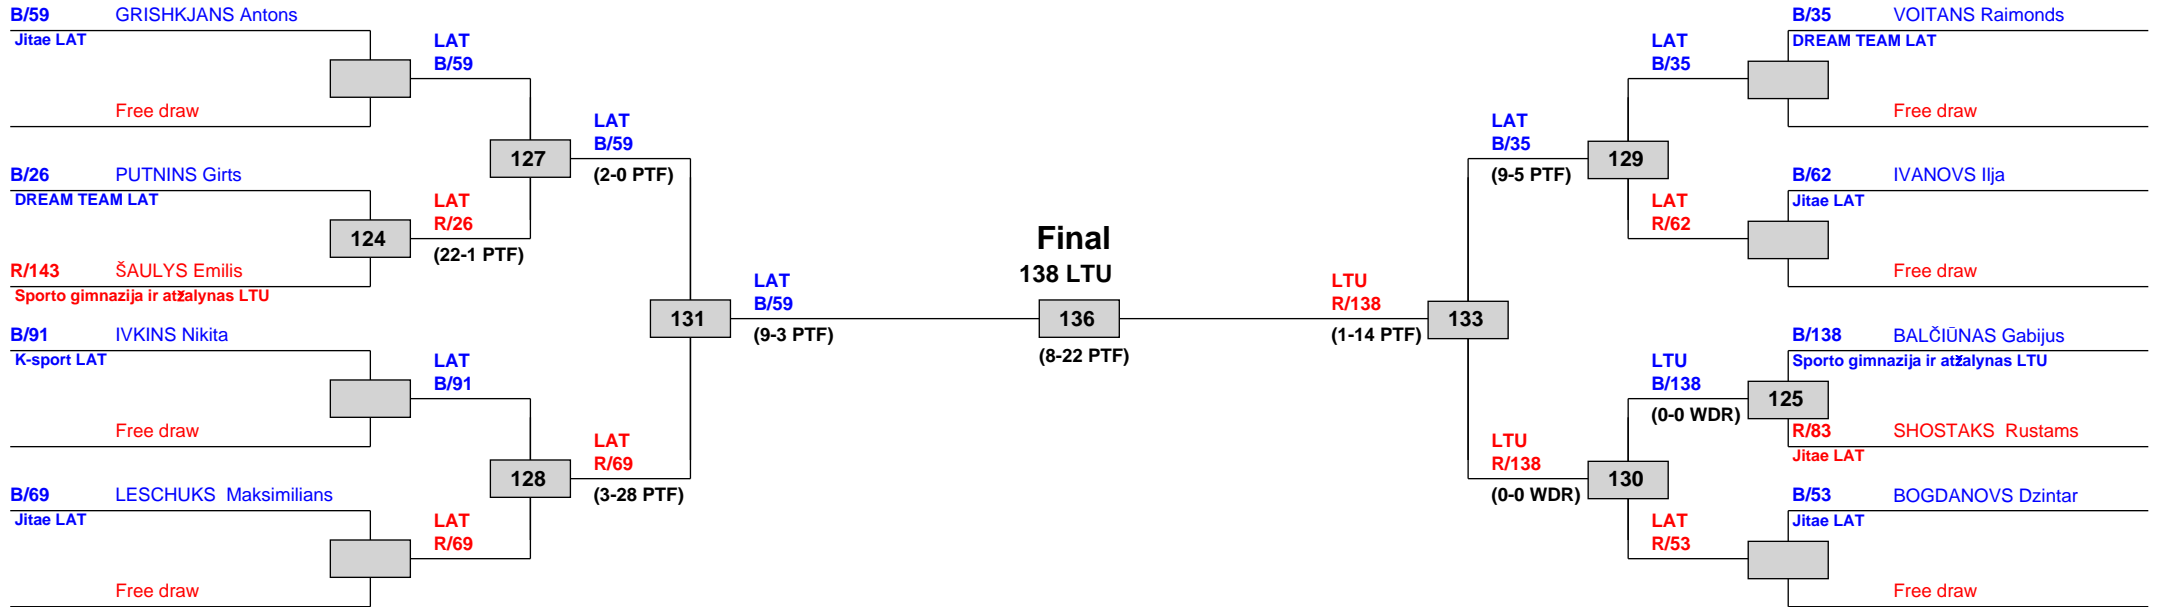 B/59 GRISHKJANS Antons
Jitae LAT
Free draw
B/26 PUTNINS Girts
DREAM TEAM LAT
R/143 ŠAULYS Emilis
Sporto gimnazija ir atžalynas LTU
B/91 IVKINS Nikita
K-sport LAT
Free draw
B/69 LESCHUKS Maksimilians
Jitae LAT
Free draw
LAT
B/59
124
LAT
R/26
(22-1 PTF)
LAT
B/91
LAT
R/69
127
LAT
B/59
(2-0 PTF)
128
LAT
R/69
(3-28 PTF)
131
LAT
B/59
(9-3 PTF)
Final
138 LTU
136
(8-22 PTF)
LTU
R/138
(1-14 PTF)
133
LAT
B/35
(9-5 PTF)
129
LTU
R/138
(0-0 WDR)
130
LAT
B/35
LAT
R/62
LTU
B/138
(0-0 WDR)
125
LAT
R/53
B/35 VOITANS Raimonds
DREAM TEAM LAT
Free draw
B/62 IVANOVS Ilja
Jitae LAT
Free draw
B/138 BALČIŪNAS Gabijus
Sporto gimnazija ir atžalynas LTU
R/83 SHOSTAKS Rustams
Jitae LAT
B/53 BOGDANOVS Dzintar
Jitae LAT
Free draw